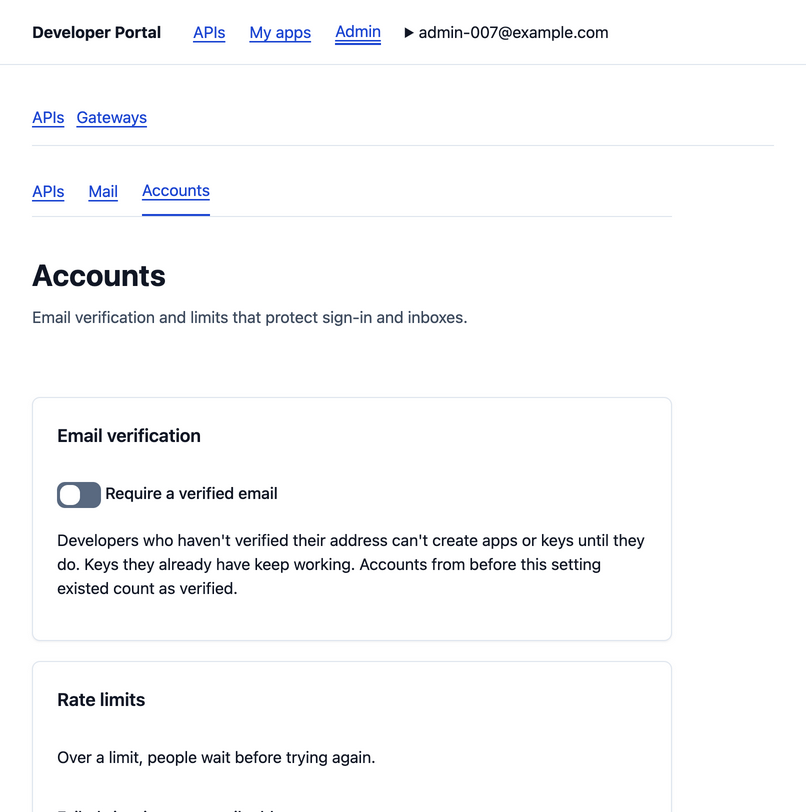 Developer Portal APIs My apps Admin ▶ admin-007@example.com
APIs Gateways
APIs Mail Accounts
Accounts
Email verification and limits that protect sign-in and inboxes.
Email verification
Require a verified email
Developers who haven't verified their address can't create apps or keys until they
do. Keys they already have keep working. Accounts from before this setting
existed count as verified.
Rate limits
Over a limit, people wait before trying again.